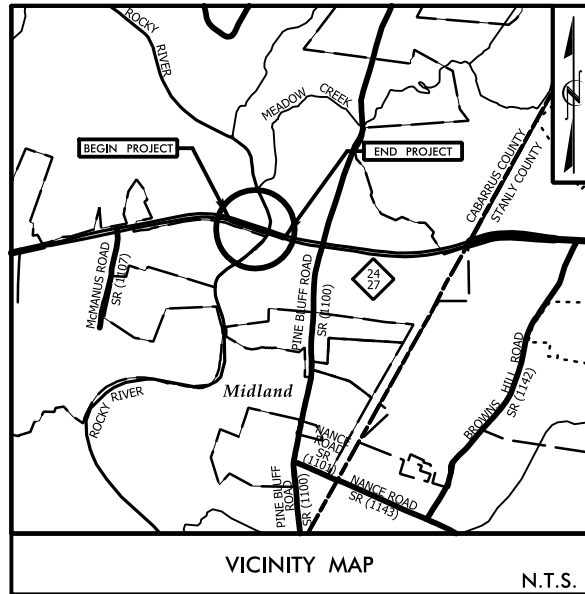 ROCKY
RIVER
MEADOW CREEK
BEGIN PROJECT
END PROJECT
N
CABARRUS COUNTY
STANLY COUNTY
McMANUS ROAD
SR (1107)
24
27
PINE BLUFF ROAD
SR (1100)
Midland
ROCKY RIVER
BROWNS HILL ROAD
SR (1142)
NANCE
ROAD
SR
(1101)
PINE BLUFF
ROAD
SR (1100)
NANCE ROAD
SR (1143)
VICINITY MAP
N.T.S.